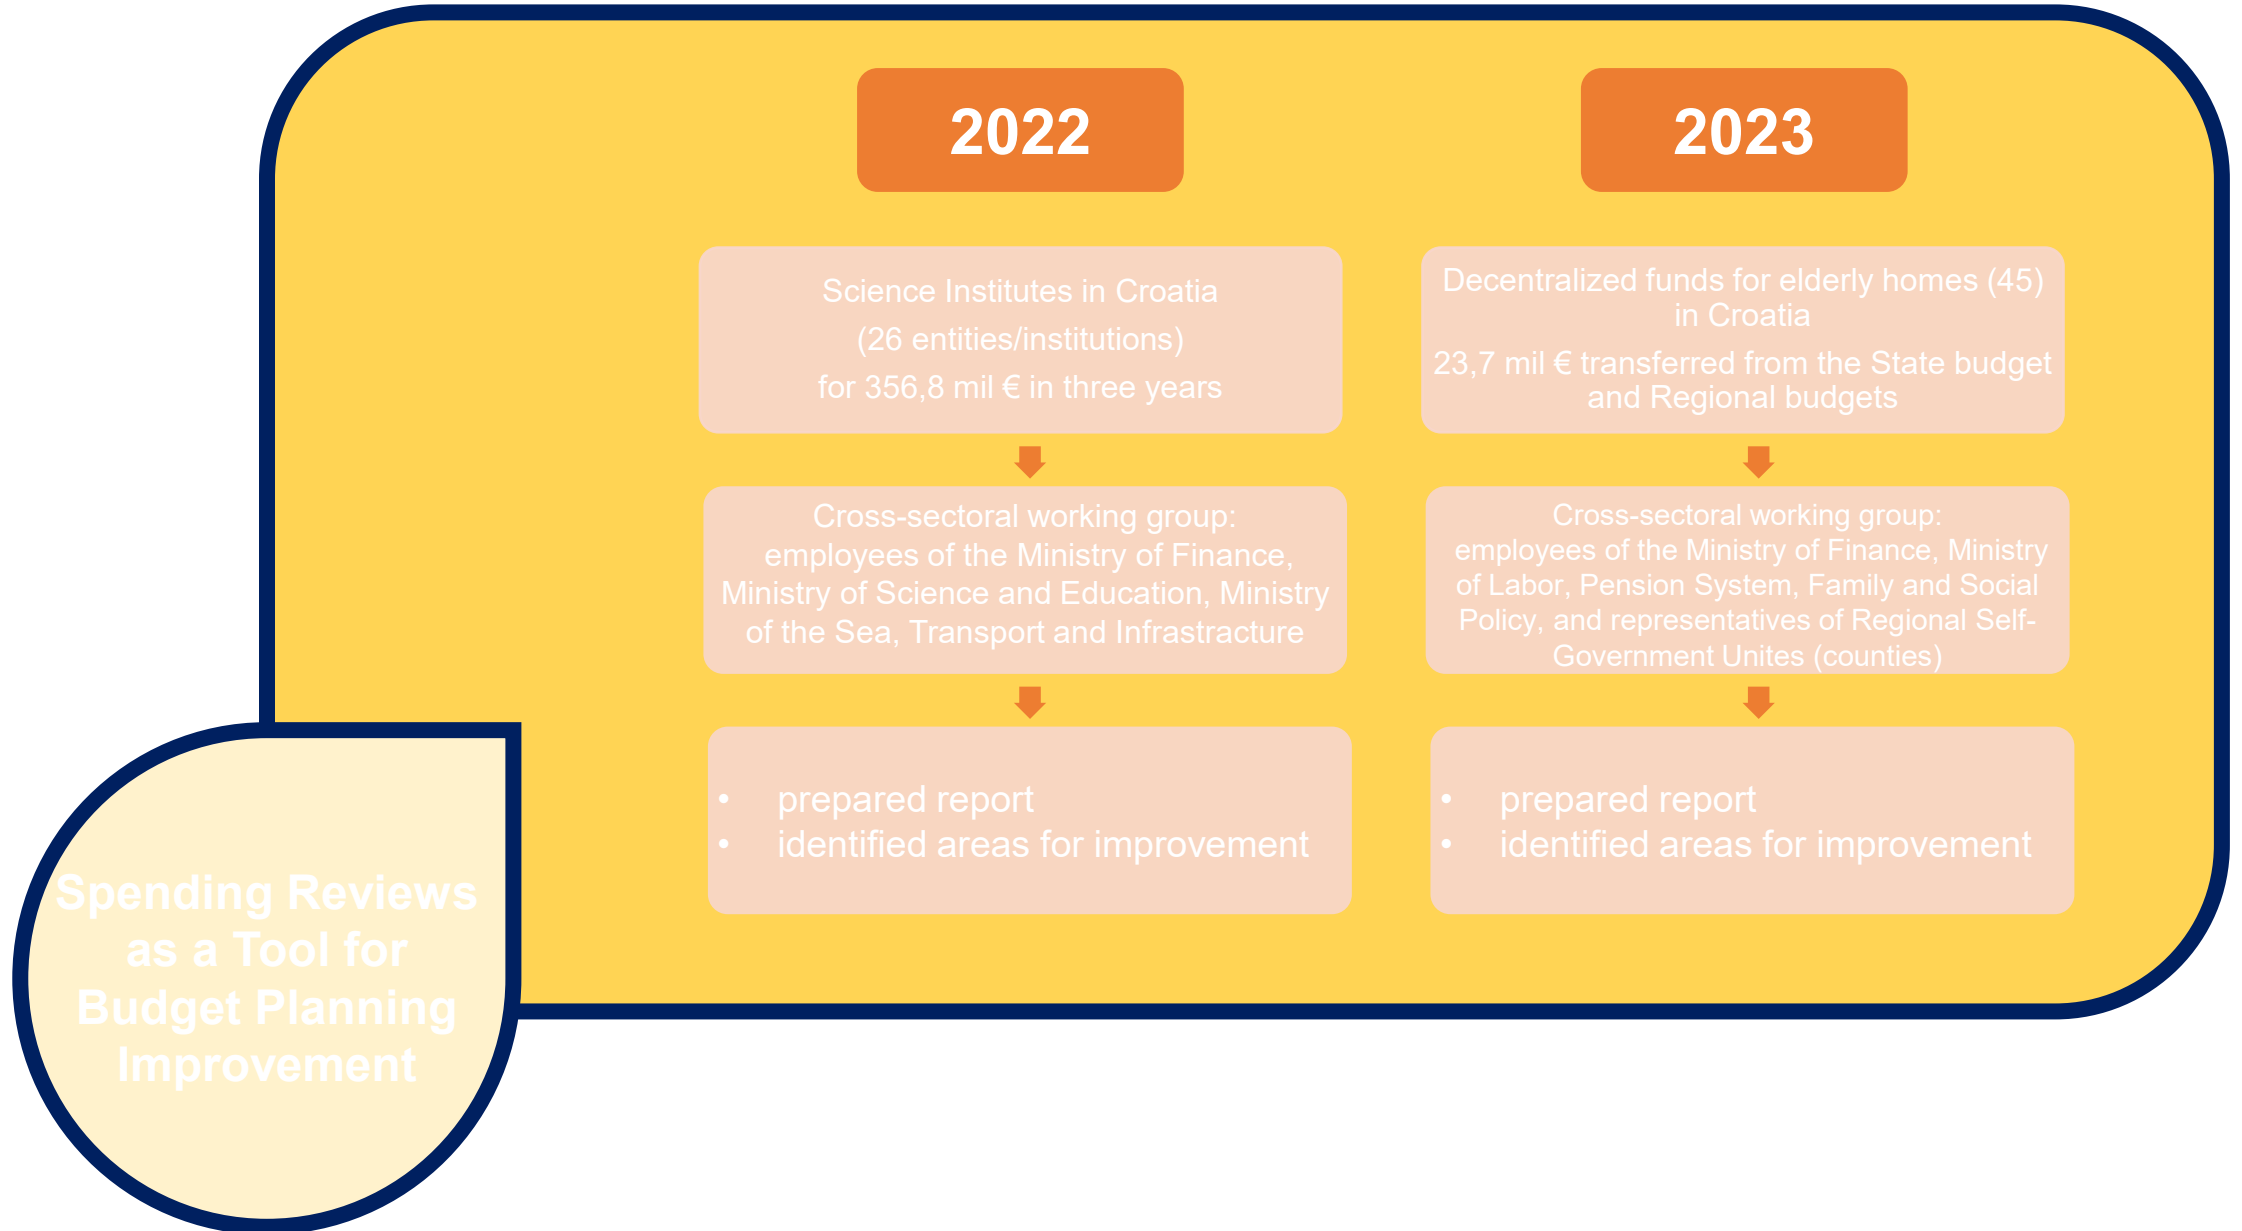 2022
Science Institutes in Croatia
(26 entities/institutions)
for 356,8 mil € in three years
Cross-sectoral working group:
employees of the Ministry of Finance,
Ministry of Science and Education, Ministry
of the Sea, Transport and Infrastracture
• prepared report
• identified areas for improvement
2023
Decentralized funds for elderly homes (45)
in Croatia
23,7 mil € transferred from the State budget
and Regional budgets
Cross-sectoral working group:
employees of the Ministry of Finance, Ministry
of Labor, Pension System, Family and Social
Policy, and representatives of Regional Self-
Government Unites (counties)
• prepared report
• identified areas for improvement
Spending Reviews
as a Tool for
Budget Planning
Improvement